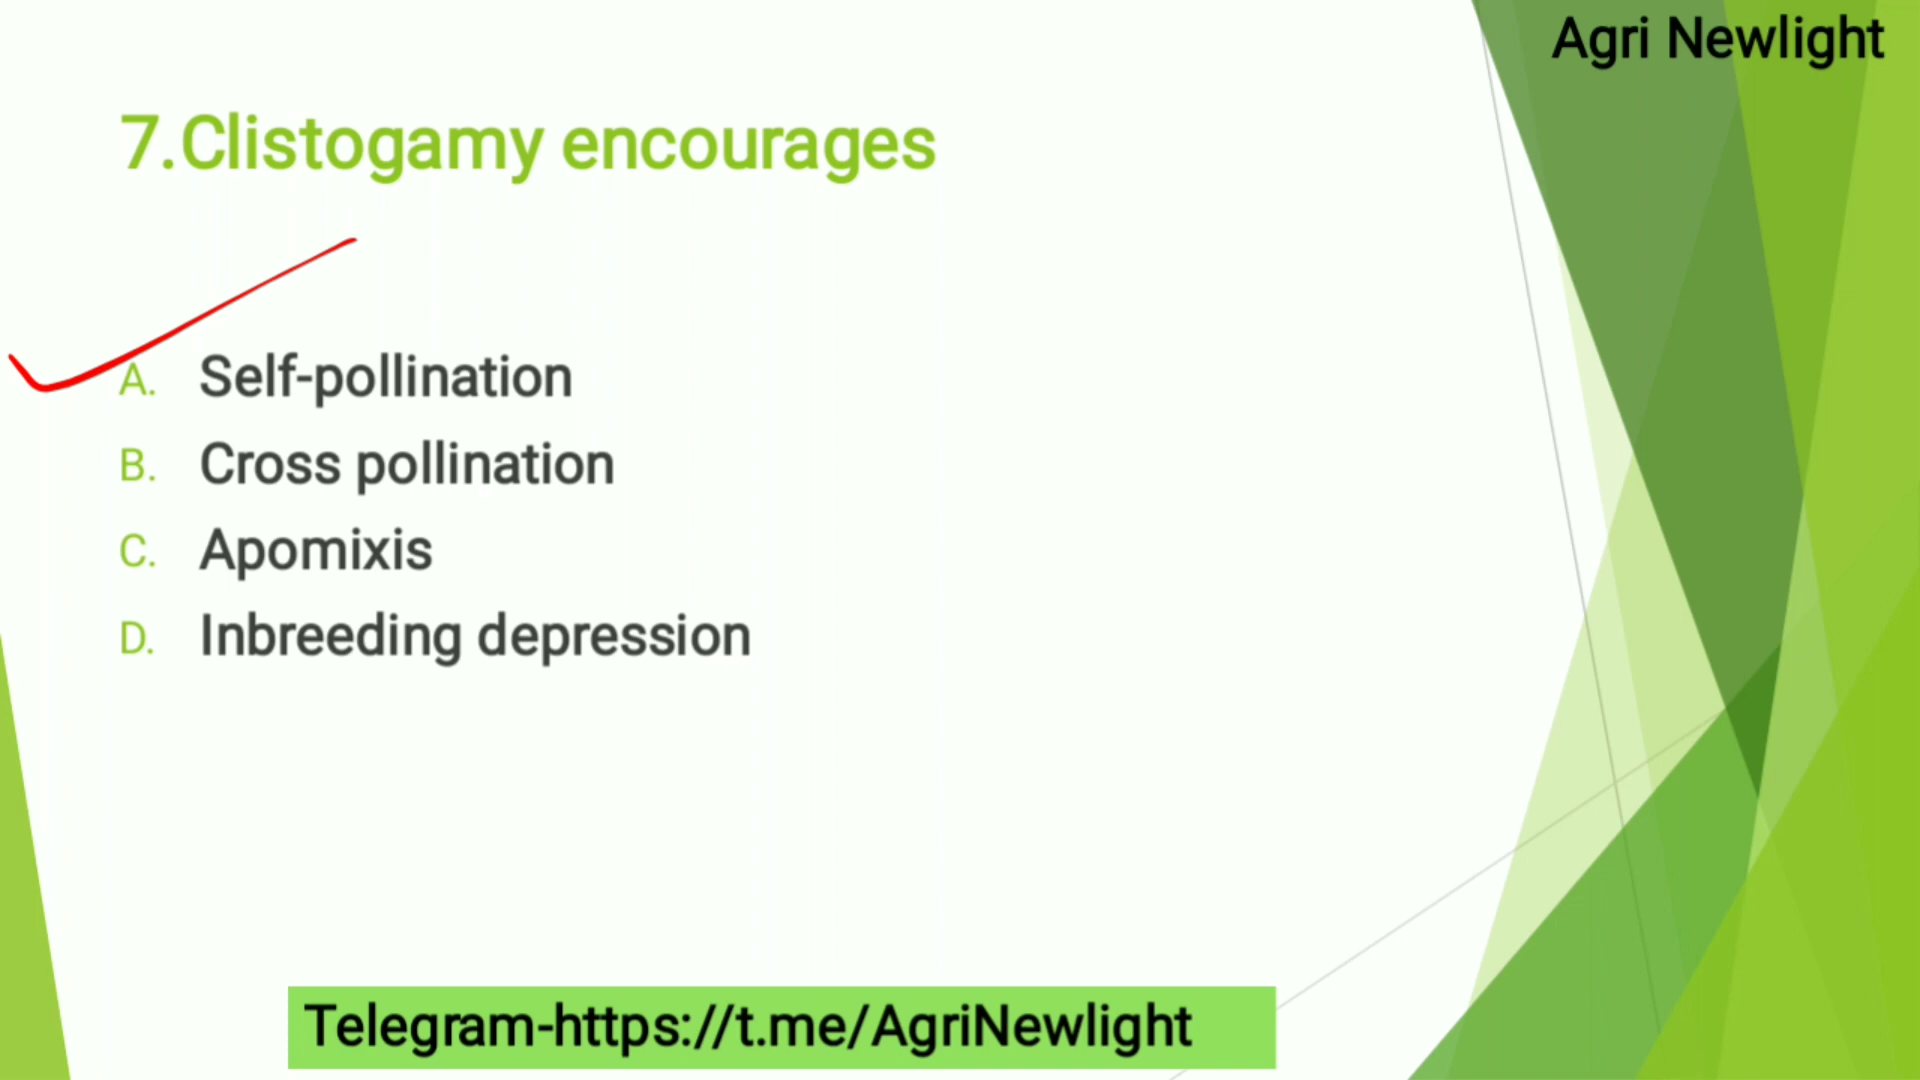 Agri Newlight
7.Clistogamy encourages
A. Self-pollination
B. Cross pollination
C. Apomixis
D. Inbreeding depression
Telegram-https://t.me/AgriNewlight